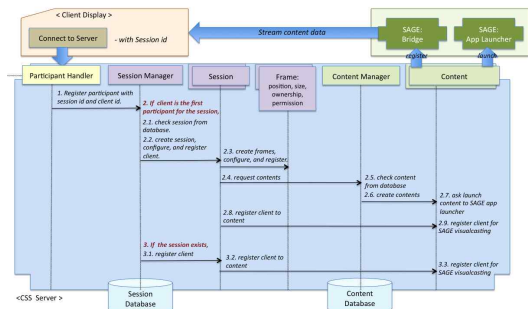 < Client Display >
Connect to Server
- with Session id
Stream content data
SAGE:
Bridge
SAGE:
App Launcher
register
launch
Participant Handler
Session Manager
Session
Frame:
position, size,
ownership,
permission
Content Manager
Content
1. Register participant with
session id and client id.
2. If client is the first
participant for the session,
2.1. check session from
database.
2.2. create session,
configure, and register
client.
2.3. create frames,
configure, and register.
2.4. request contents
2.5. check content
from database
2.6. create contents
2.7. ask launch
content to SAGE app
launcher
2.8. register client to
content
2.9. register client for
SAGE visualcasting
3. If the session exists,
3.1. register client
3.2. register client to
content
3.3. register client for
SAGE visualcasting
<CSS Server >
Session
Database
Content
Database